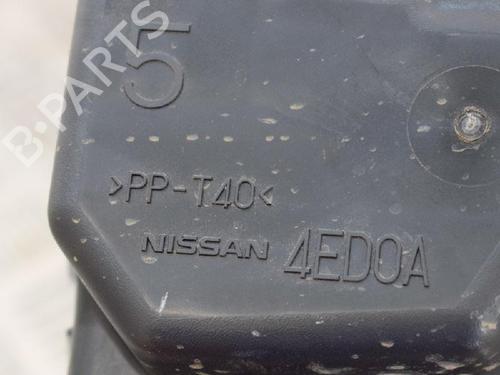 5
>PP-T40<
NISSAN 4ED0A
B-PARTS